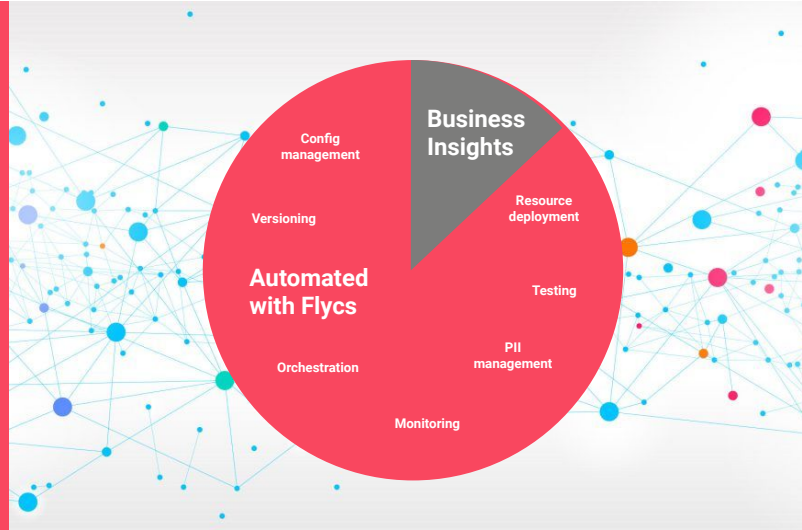 Business
Insights
Config
management
Resource
deployment
Versioning
Automated
with Flycs
Testing
PII
management
Orchestration
Monitoring